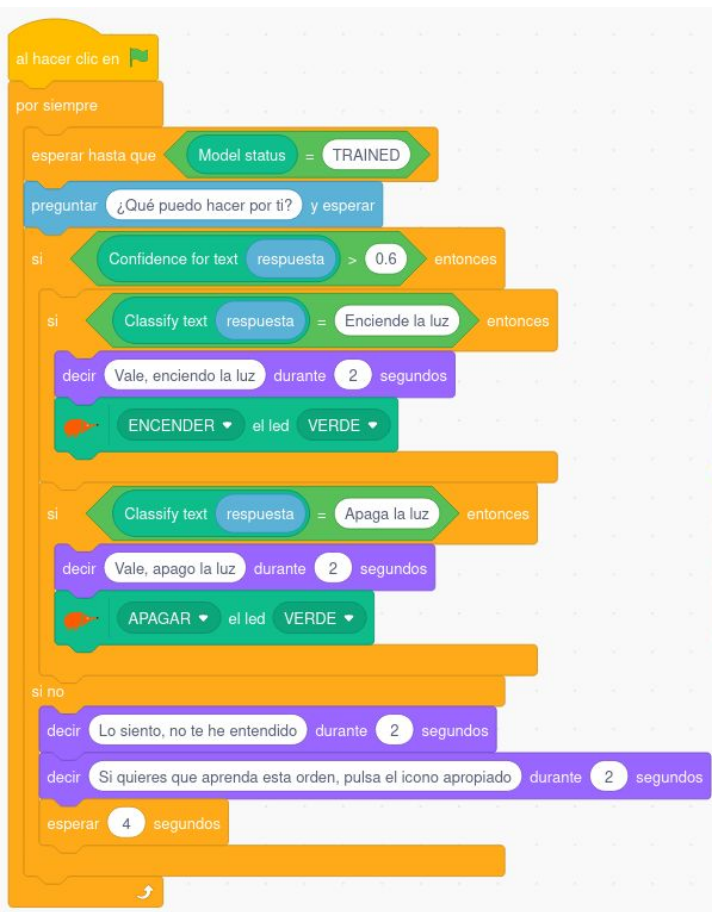 al hacer clic en
por siempre
esperar hasta que Model status = TRAINED
preguntar ¿Qué puedo hacer por ti? y esperar
si Confidence for text respuesta > 0.6 entonces
si Classify text respuesta = Enciende la luz entonces
decir Vale, enciendo la luz durante 2 segundos
ENCENDER el led VERDE
si Classify text respuesta = Apaga la luz entonces
decir Vale, apago la luz durante 2 segundos
APAGAR el led VERDE
si no
decir Lo siento, no te he entendido durante 2 segundos
decir Si quieres que aprenda esta orden, pulsa el icono apropiado durante 2 segundos
esperar 4 segundos